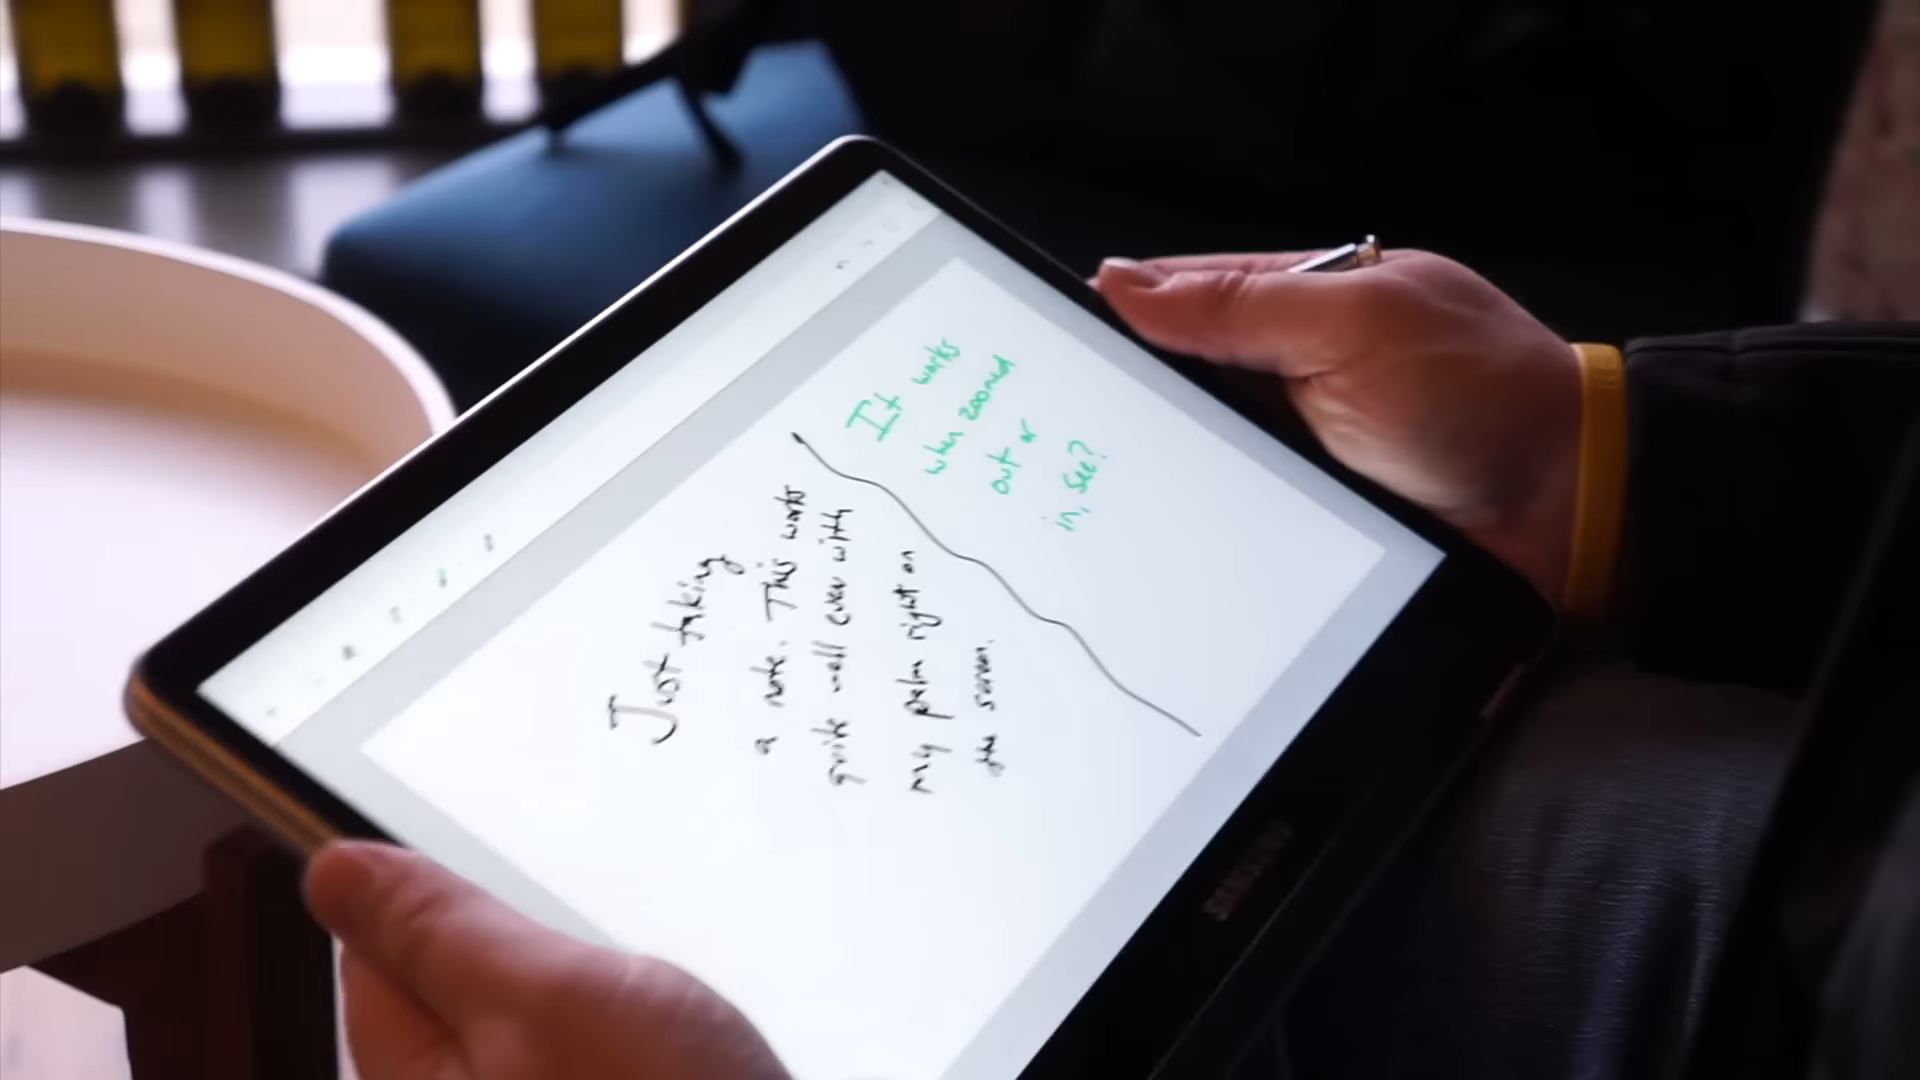 Just taking
a note. This works
quite well even with
my palm right on
the screen.
It works
when zoomed
out or
in, see?
SAMSUNG